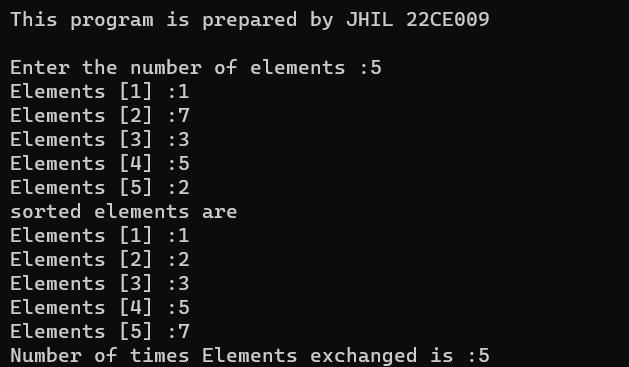 This program is prepared by JHIL 22CE009
Enter the number of elements :5
Elements [1] :1
Elements [2] :7
Elements [3] :3
Elements [4] :5
Elements [5] :2
sorted elements are
Elements [1] :1
Elements [2] :2
Elements [3] :3
Elements [4] :5
Elements [5] :7
Number of times Elements exchanged is :5